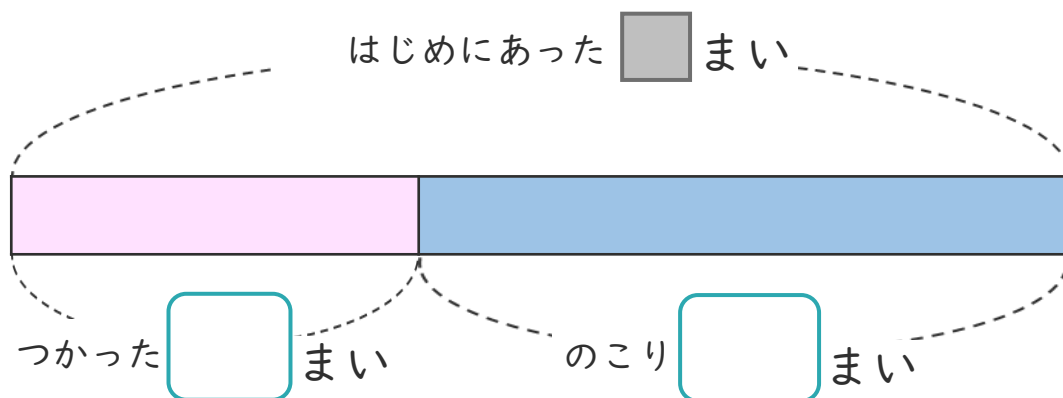 はじめにあった まい
つかった まい
のこり まい